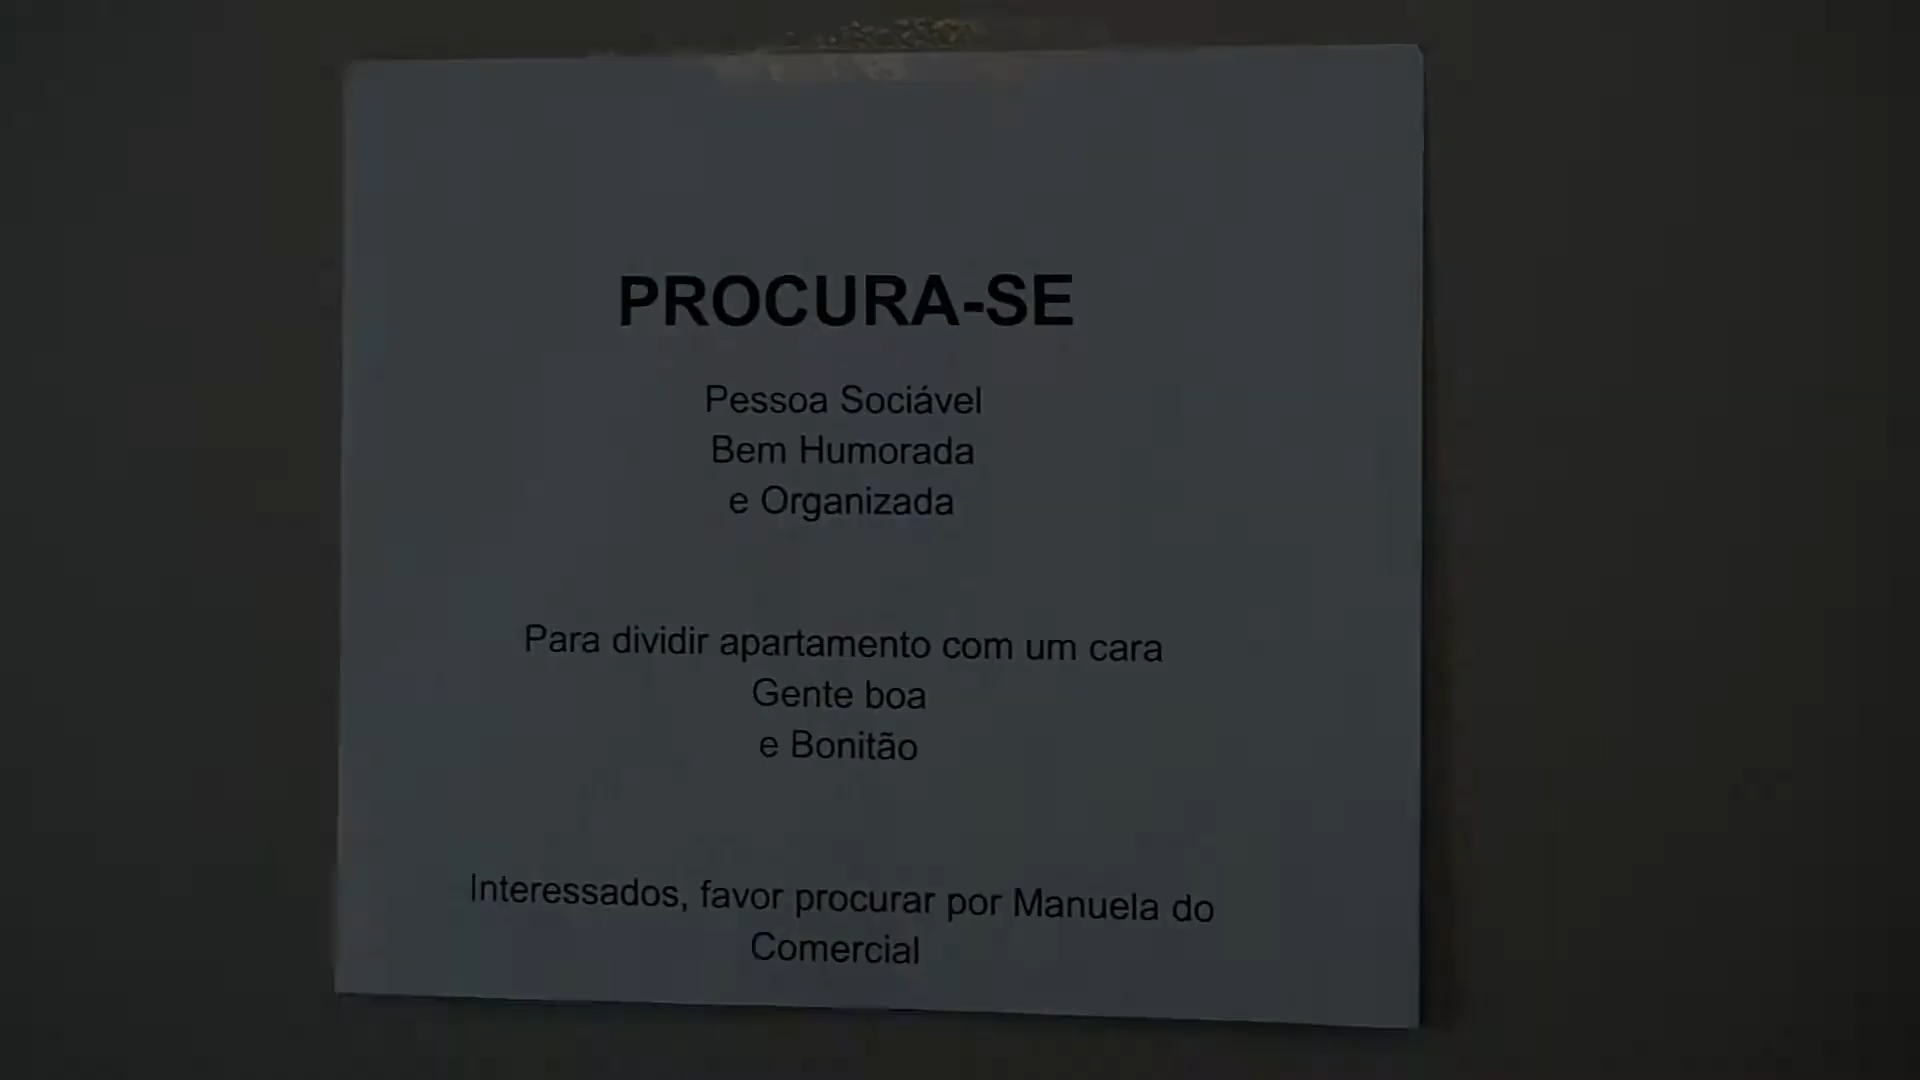 PROCURA-SE
Pessoa Sociável
Bem Humorada
e Organizada
Para dividir apartamento com um cara
Gente boa
e Bonitão
Interessados, favor procurar por Manuela do
Comercial